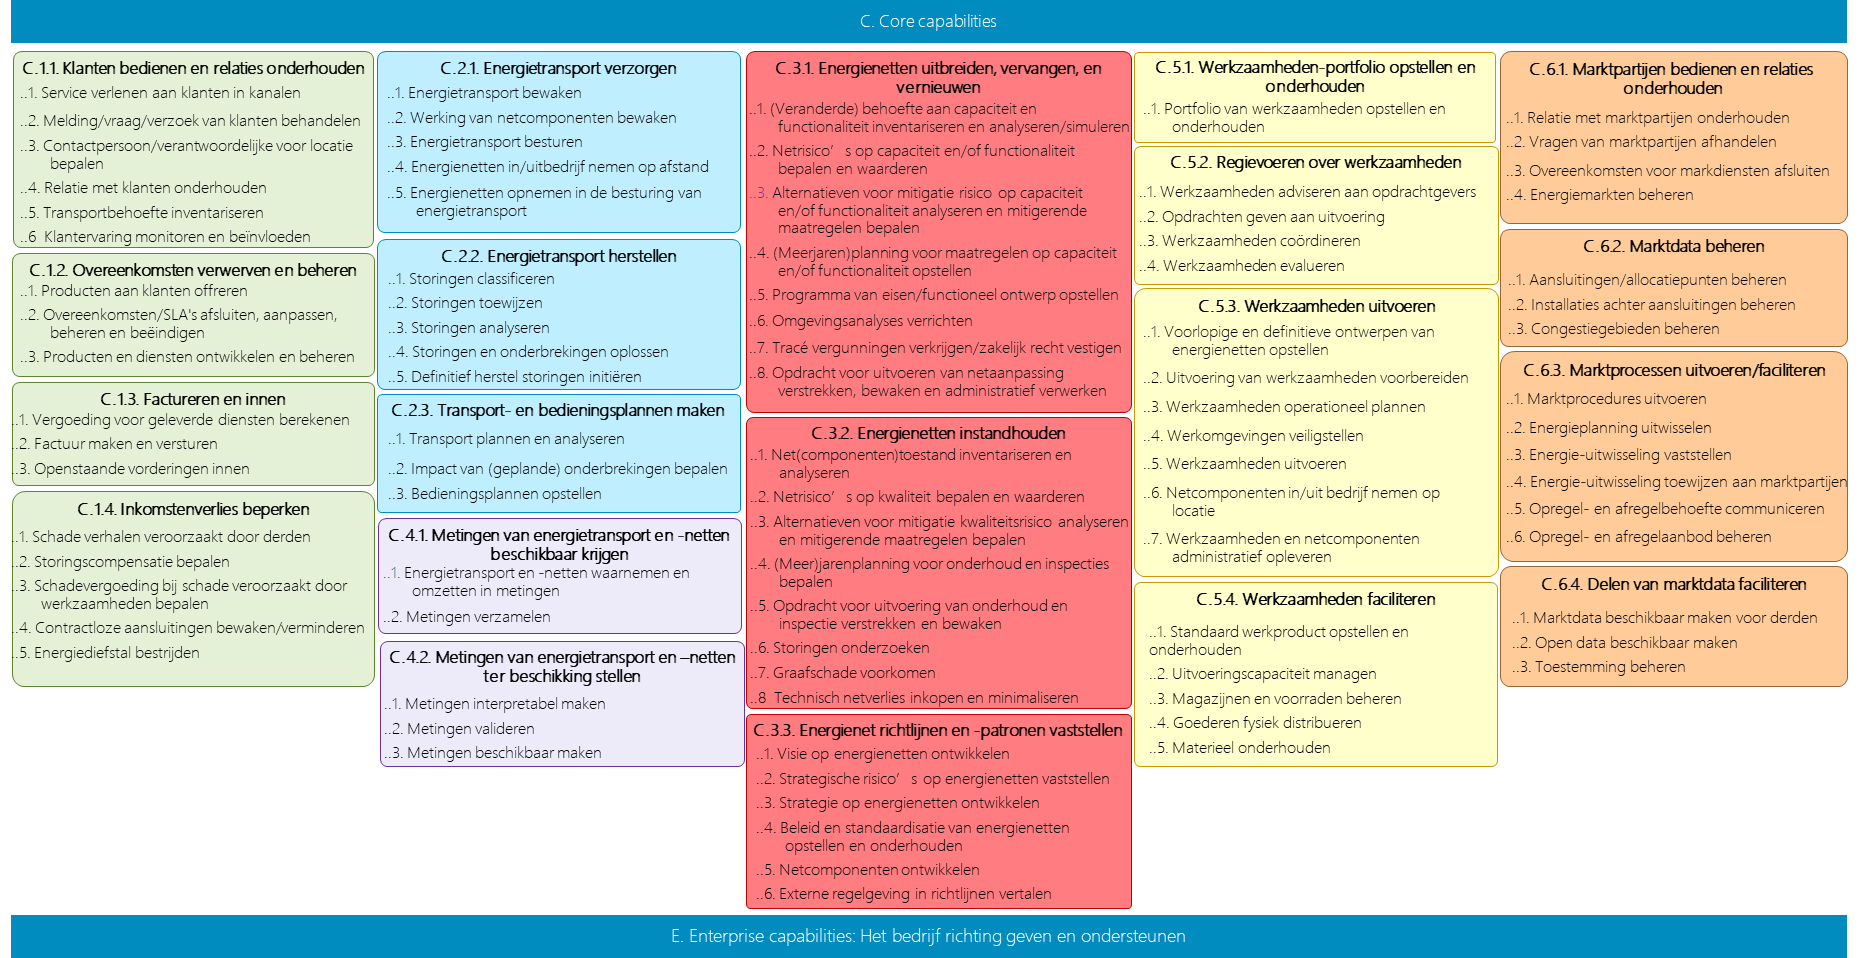 C. Core capabilities
C.1.1. Klanten bedienen en relaties onderhouden
..1. Service verlenen aan klanten in kanalen
..2. Melding/vraag/verzoek van klanten behandelen
..3. Contactpersoon/verantwoordelijke voor locatie
bepalen
..4. Relatie met klanten onderhouden
..5. Transportbehoefte inventariseren
..6 Klantervaring monitoren en beïnvloeden
C.1.2. Overeenkomsten verwerven en beheren
..1. Producten aan klanten offreren
..2. Overeenkomsten/SLA's afsluiten, aanpassen,
beheren en beëindigen
..3. Producten en diensten ontwikkelen en beheren
C.1.3. Factureren en innen
..1. Vergoeding voor geleverde diensten berekenen
..2. Factuur maken en versturen
..3. Openstaande vorderingen innen
C.1.4. Inkomstenverlies beperken
..1. Schade verhalen veroorzaakt door derden
..2. Storingscompensatie bepalen
..3. Schadevergoeding bij schade veroorzaakt door
werkzaamheden bepalen
..4. Contractloze aansluitingen bewaken/verminderen
..5. Energiediefstal bestrijden
C.2.1. Energietransport verzorgen
..1. Energietransport bewaken
..2. Werking van netcomponenten bewaken
..3. Energietransport besturen
..4. Energienetten in/uitbedrijf nemen op afstand
..5. Energienetten opnemen in de besturing van
energietransport
C.2.2. Energietransport herstellen
..1. Storingen classificeren
..2. Storingen toewijzen
..3. Storingen analyseren
..4. Storingen en onderbrekingen oplossen
..5. Definitief herstel storingen initiëren
C.2.3. Transport- en bedieningsplannen maken
..1. Transport plannen en analyseren
..2. Impact van (geplande) onderbrekingen bepalen
..3. Bedieningsplannen opstellen
C.4.1. Metingen van energietransport en -netten
beschikbaar krijgen
..1. Energietransport en -netten waarnemen en
omzetten in metingen
..2. Metingen verzamelen
C.4.2. Metingen van energietransport en –netten
ter beschikking stellen
..1. Metingen interpretabel maken
..2. Metingen valideren
..3. Metingen beschikbaar maken
C.3.1. Energienetten uitbreiden, vervangen, en
vernieuwen
..1. (Veranderde) behoefte aan capaciteit en
functionaliteit inventariseren en analyseren/simuleren
..2. Netrisico's op capaciteit en/of functionaliteit
bepalen en waarderen
..3. Alternatieven voor mitigatie risico op capaciteit
en/of functionaliteit analyseren en mitigerende
maatregelen bepalen
..4. (Meerjaren)planning voor maatregelen op capaciteit
en/of functionaliteit opstellen
..5. Programma van eisen/functioneel ontwerp opstellen
..6. Omgevingsanalyses verrichten
..7. Tracé vergunningen verkrijgen/zakelijk recht vestigen
..8. Opdracht voor uitvoeren van netaanpassing
verstrekken, bewaken en administratief verwerken
C.3.2. Energienetten instandhouden
..1. Net(componenten)toestand inventariseren en
analyseren
..2. Netrisico's op kwaliteit bepalen en waarderen
..3. Alternatieven voor mitigatie kwaliteitsrisico analyseren
en mitigerende maatregelen bepalen
..4. (Meer)jarenplanning voor onderhoud en inspecties
bepalen
..5. Opdracht voor uitvoering van onderhoud en
inspectie verstrekken en bewaken
..6. Storingen onderzoeken
..7. Graafschade voorkomen
..8 Technisch netverlies inkopen en minimaliseren
C.3.3. Energienet richtlijnen en -patronen vaststellen
..1. Visie op energienetten ontwikkelen
..2. Strategische risico's op energienetten vaststellen
..3. Strategie op energienetten ontwikkelen
..4. Beleid en standaardisatie van energienetten
opstellen en onderhouden
..5. Netcomponenten ontwikkelen
..6. Externe regelgeving in richtlijnen vertalen
C.5.1. Werkzaamheden-portfolio opstellen en
onderhouden
..1. Portfolio van werkzaamheden opstellen en
onderhouden
C.5.2. Regievoeren over werkzaamheden
..1. Werkzaamheden adviseren aan opdrachtgevers
..2. Opdrachten geven aan uitvoering
..3. Werkzaamheden coördineren
..4. Werkzaamheden evalueren
C.5.3. Werkzaamheden uitvoeren
..1. Voorlopige en definitieve ontwerpen van
energienetten opstellen
..2. Uitvoering van werkzaamheden voorbereiden
..3. Werkzaamheden operationeel plannen
..4. Werkomgevingen veiligstellen
..5. Werkzaamheden uitvoeren
..6. Netcomponenten in/uit bedrijf nemen op
locatie
..7. Werkzaamheden en netcomponenten
administratief opleveren
C.5.4. Werkzaamheden faciliteren
..1. Standaard werkproduct opstellen en
onderhouden
..2. Uitvoeringscapaciteit managen
..3. Magazijnen en voorraden beheren
..4. Goederen fysiek distribueren
..5. Materieel onderhouden
C.6.1. Marktpartijen bedienen en relaties
onderhouden
..1. Relatie met marktpartijen onderhouden
..2. Vragen van marktpartijen afhandelen
..3. Overeenkomsten voor markdiensten afsluiten
..4. Energiemarkten beheren
C.6.2. Marktdata beheren
..1. Aansluitingen/allocatiepunten beheren
..2. Installaties achter aansluitingen beheren
..3. Congestiegebieden beheren
C.6.3. Marktprocessen uitvoeren/faciliteren
..1. Marktprocedures uitvoeren
..2. Energieplanning uitwisselen
..3. Energie-uitwisseling vaststellen
..4. Energie-uitwisseling toewijzen aan marktpartijen
..5. Opregel- en afregelbehoefte communiceren
..6. Opregel- en afregelaanbod beheren
C.6.4. Delen van marktdata faciliteren
..1. Marktdata beschikbaar maken voor derden
..2. Open data beschikbaar maken
..3. Toestemming beheren
E. Enterprise capabilities: Het bedrijf richting geven en ondersteunen